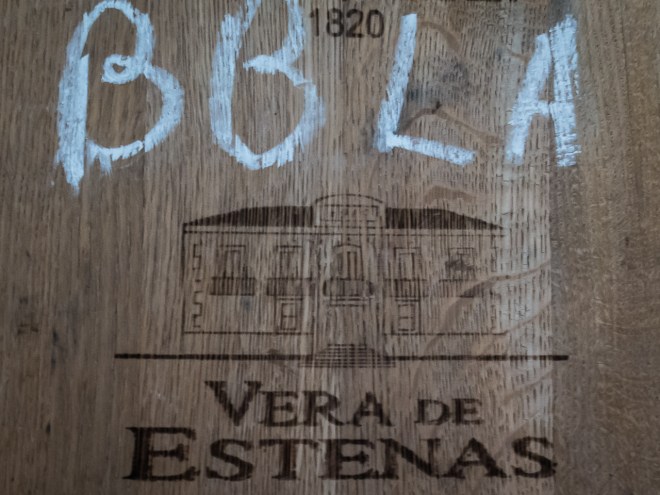 1820
BBLA
VERA DE
ESTENAS